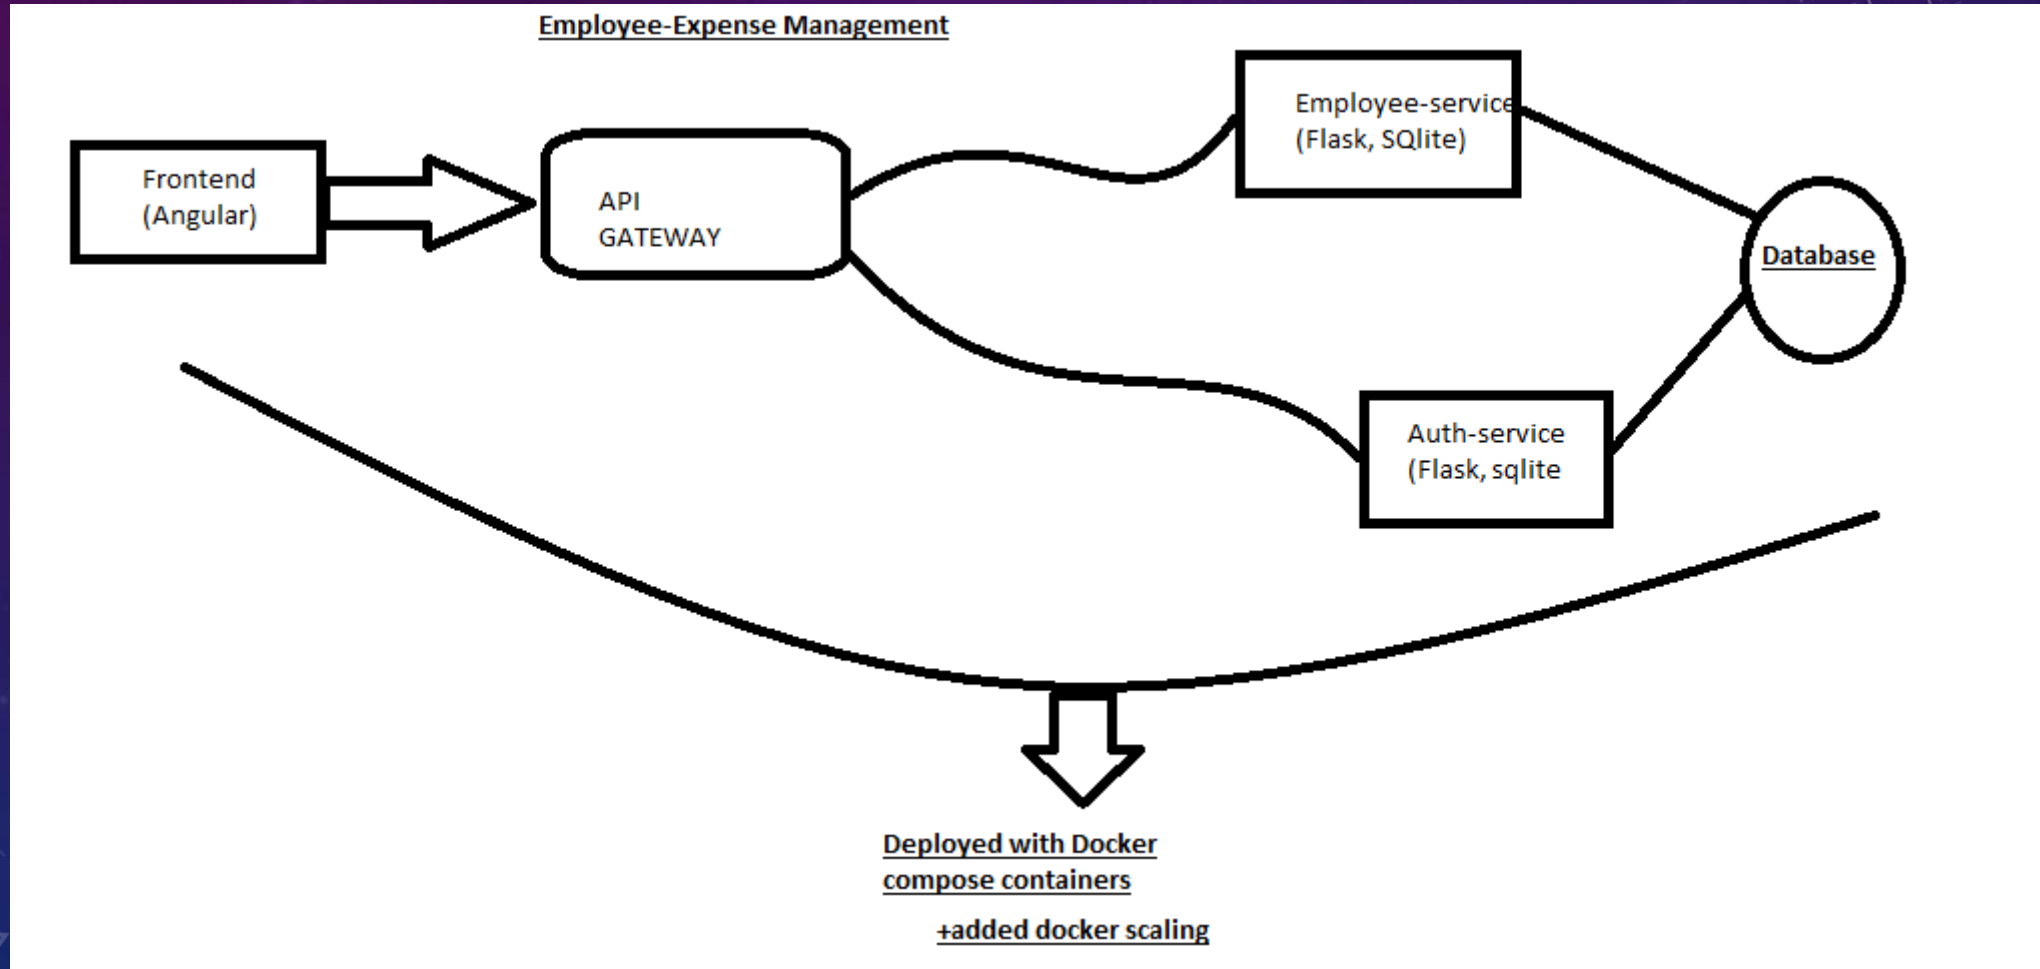 Employee-Expense Management
Frontend
(Angular)
API
GATEWAY
Employee-service
(Flask, SQlite)
Database
Auth-service
(Flask, sqlite
Deployed with Docker
compose containers
+added docker scaling